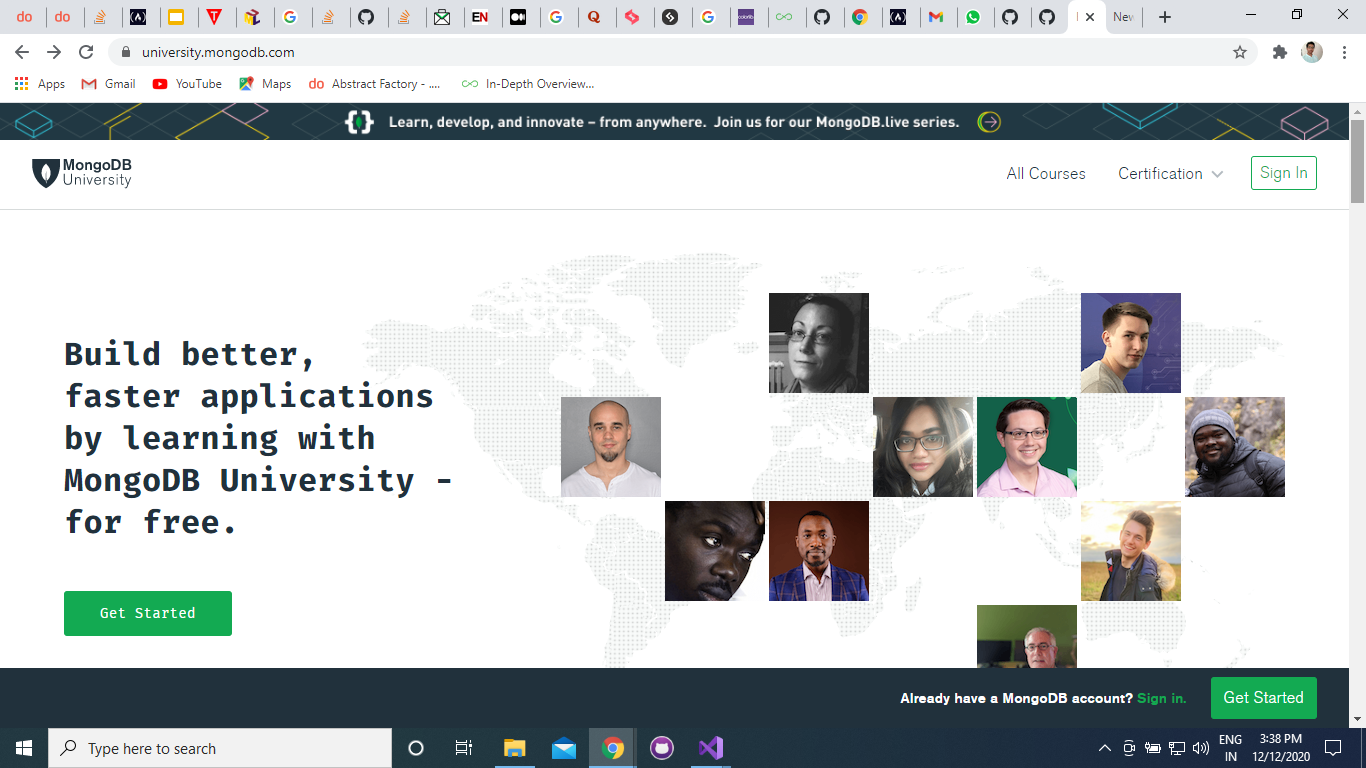 New
university.mongodb.com
Apps
Gmail
YouTube
Maps
Abstract Factory - ....
In-Depth Overview...
Learn, develop, and innovate – from anywhere. Join us for our MongoDB.live series.
MongoDB
University
All Courses
Certification
Sign In
Build better,
faster applications
by learning with
MongoDB University -
for free.
Get Started
Already have a MongoDB account? Sign in.
Get Started
Type here to search
ENG
IN
3:38 PM
12/12/2020